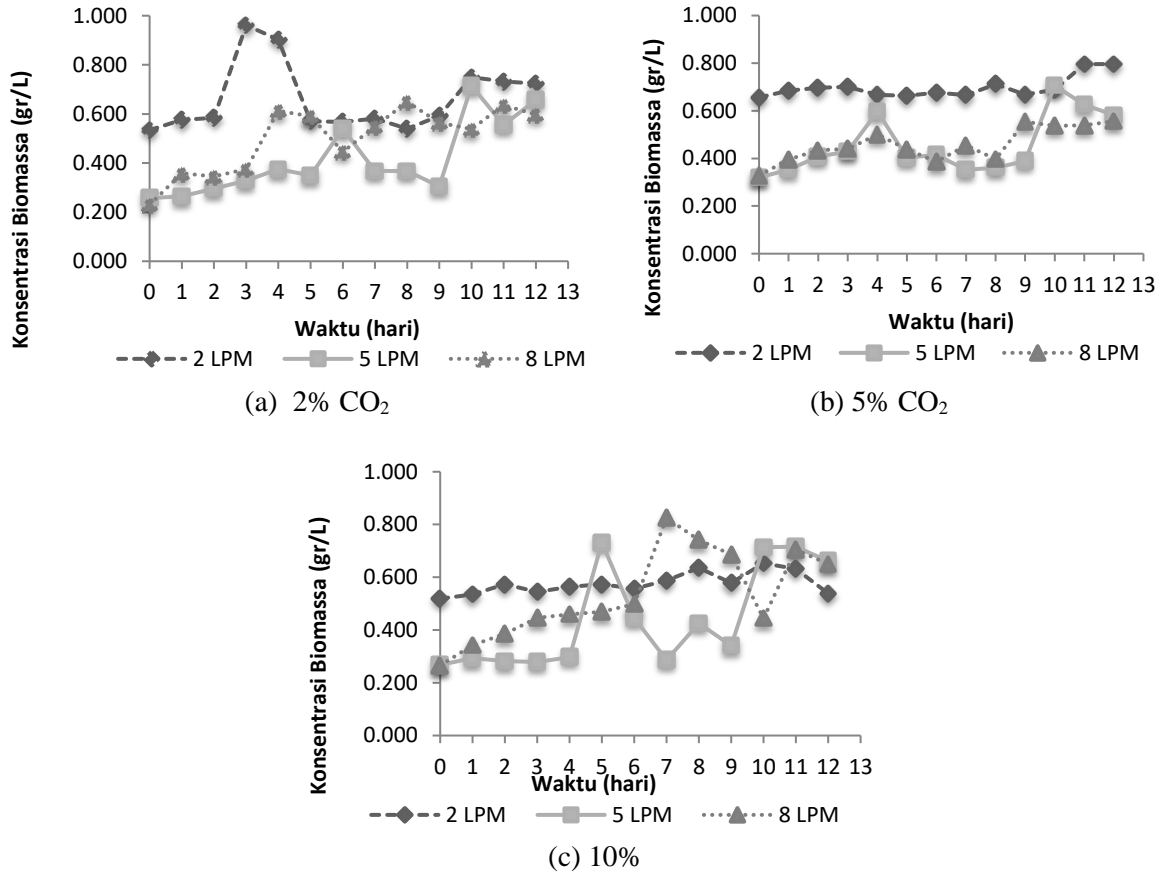 1.000
0.800
0.600
0.400
0.200
0.000
Konsentrasi Biomassa (gr/L)
0 1 2 3 4 5 6 7 8 9 10 11 12 13
Waktu (hari)
2 LPM 5 LPM 8 LPM
(a) 2% CO₂
1.000
0.800
0.600
0.400
0.200
0.000
Konsentrasi Biomassa (gr/L)
0 1 2 3 4 5 6 7 8 9 10 11 12 13
Waktu (hari)
2 LPM 5 LPM 8 LPM
(b) 5% CO₂
1.000
0.800
0.600
0.400
0.200
0.000
Konsentrasi Biomassa (gr/L)
0 1 2 3 4 5 6 7 8 9 10 11 12 13
Waktu (hari)
2 LPM 5 LPM 8 LPM
(c) 10%